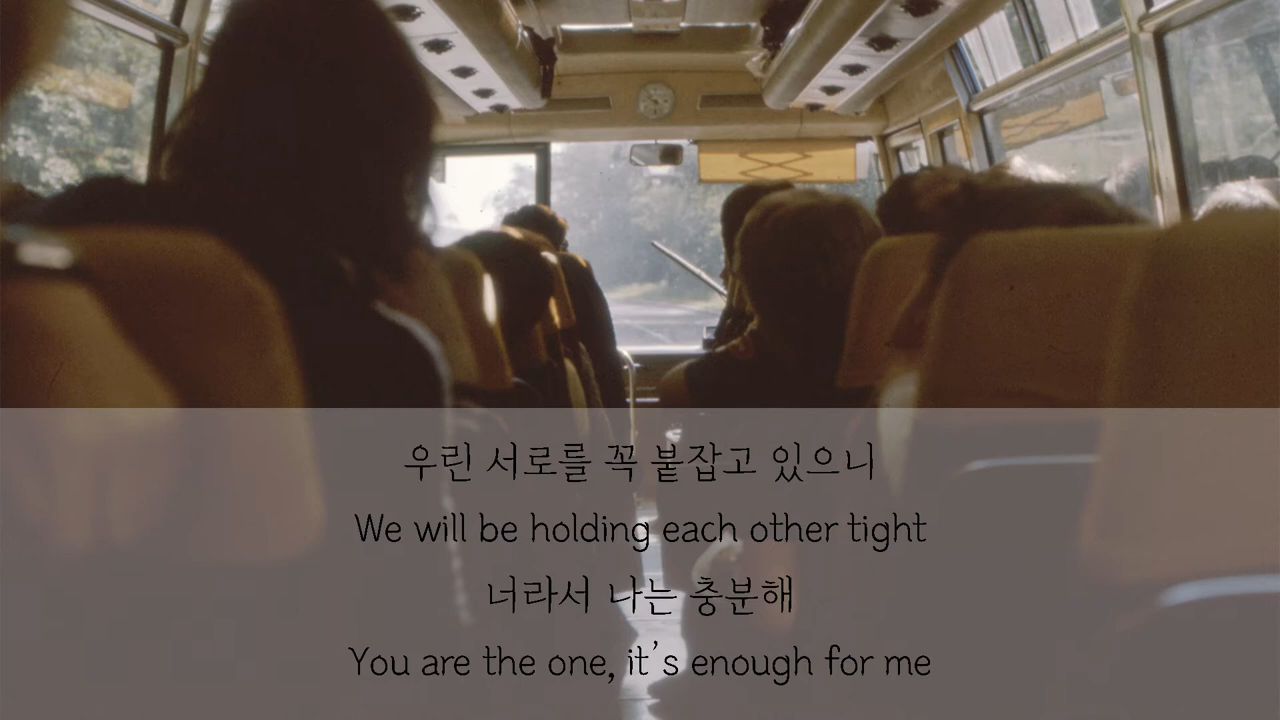 우린 서로를 꼭 붙잡고 있으니
We will be holding each other tight
너라서 나는 충분해
You are the one, it's enough for me